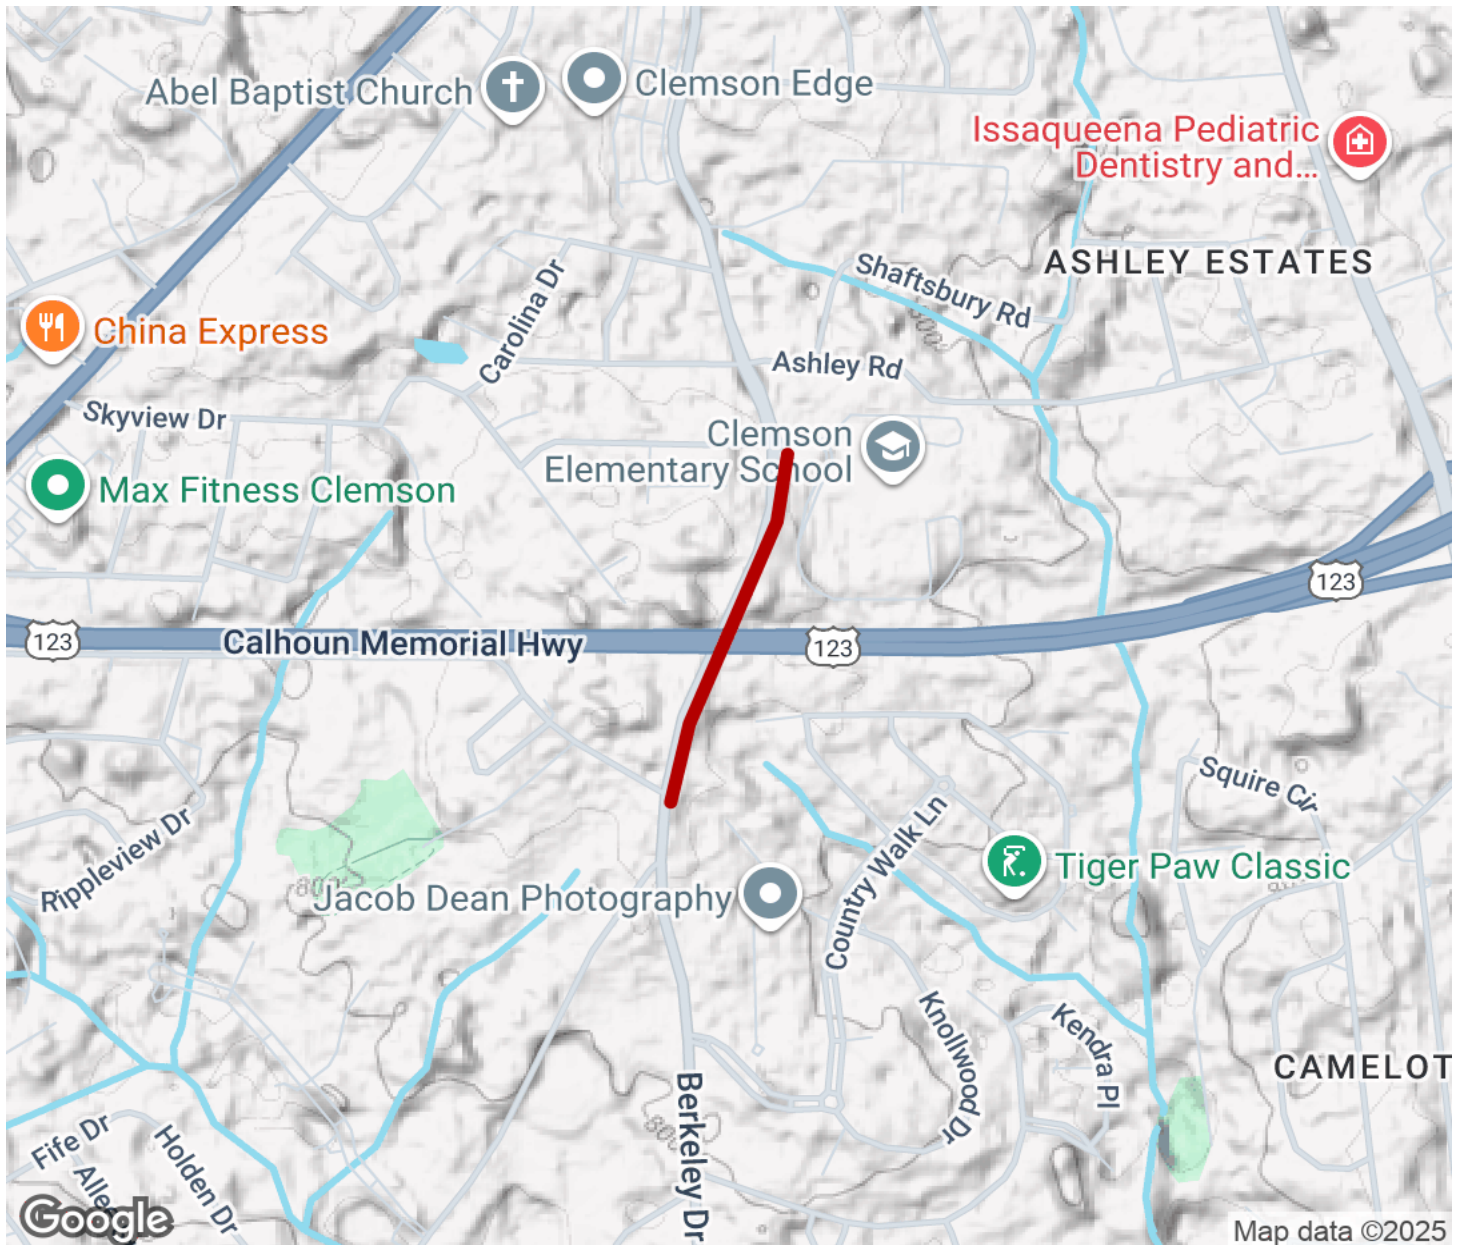 Abel Baptist Church
Clemson Edge
Issaqueena Pediatric
Dentistry and...
ASHLEY ESTATES
Shaftsbury Rd
Carolina Dr
China Express
Ashley Rd
Skyview Dr
Clemson
Elementary School
Max Fitness Clemson
123
123
Calhoun Memorial Hwy
123
Squire Cir
Rippleview Dr
Country Walk Ln
Tiger Paw Classic
Jacob Dean Photography
Knollwood Dr
Kendra Pl
CAMELOT
Berkeley Dr
Fife Dr
Holden Dr
Google
Map data ©2025